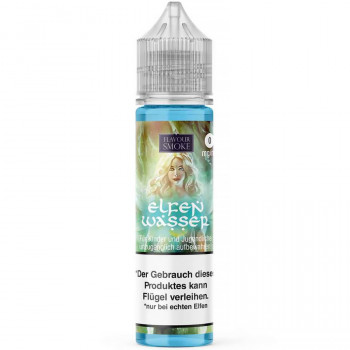 FLAVOUR
SMOKE
0
ELFEN
WASSER
Für Kinder und Jugendliche
unzugänglich aufbewahren
*Der Gebrauch diese
Produktes kann
Flügel verleihen.
*nur bei echten Elfen